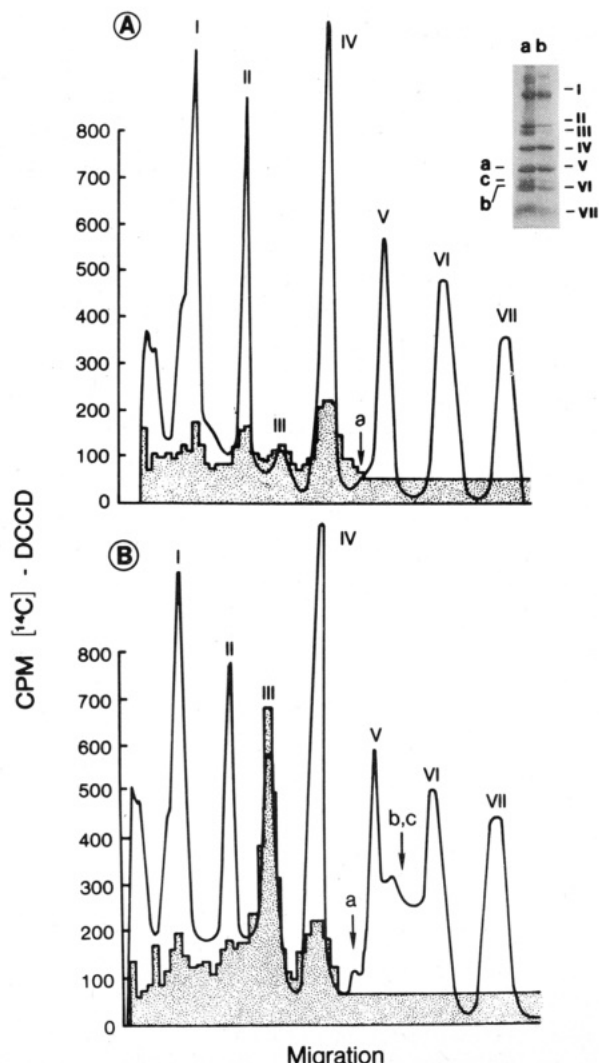 A
I
II
III
IV
V
VI
VII
a
800
700
600
500
400
300
200
100
0
a b
I
II
III
IV
V
VI
VII
a
c
b
CPM [¹⁴C] - DCCD
B
I
II
III
IV
V
VI
VII
a
b,c
800
700
600
500
400
300
200
100
0
Migration